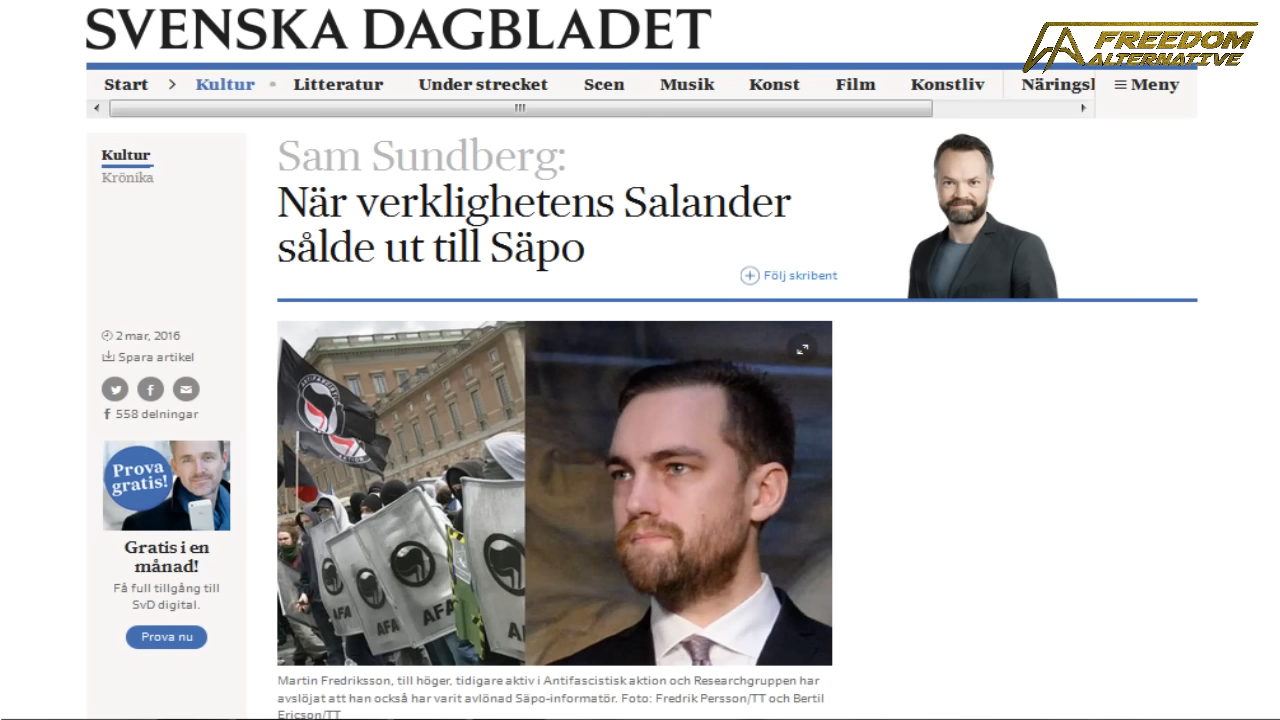 SVENSKA DAGBLADET
FREEDOM
ALTERNATIVE
Start > Kultur • Litteratur Under strecket Scen Musik Konst Film Konstliv Näringsl ≡ Meny
Kultur
Krönika
Sam Sundberg:
När verklighetens Salander
sålde ut till Säpo
Följ skribent
2 mar, 2016
Spara artikel
558 delningar
Prova
gratis!
Gratis i en
månad!
Få full tillgång till
SvD digital.
Prova nu
AFA
AFA
AFA
Martin Fredriksson, till höger, tidigare aktiv i Antifascistisk aktion och Researchgruppen har
avslöjat att han också har varit avlönad Säpo-informatör. Foto: Fredrik Persson/TT och Bertil
Ericson/TT